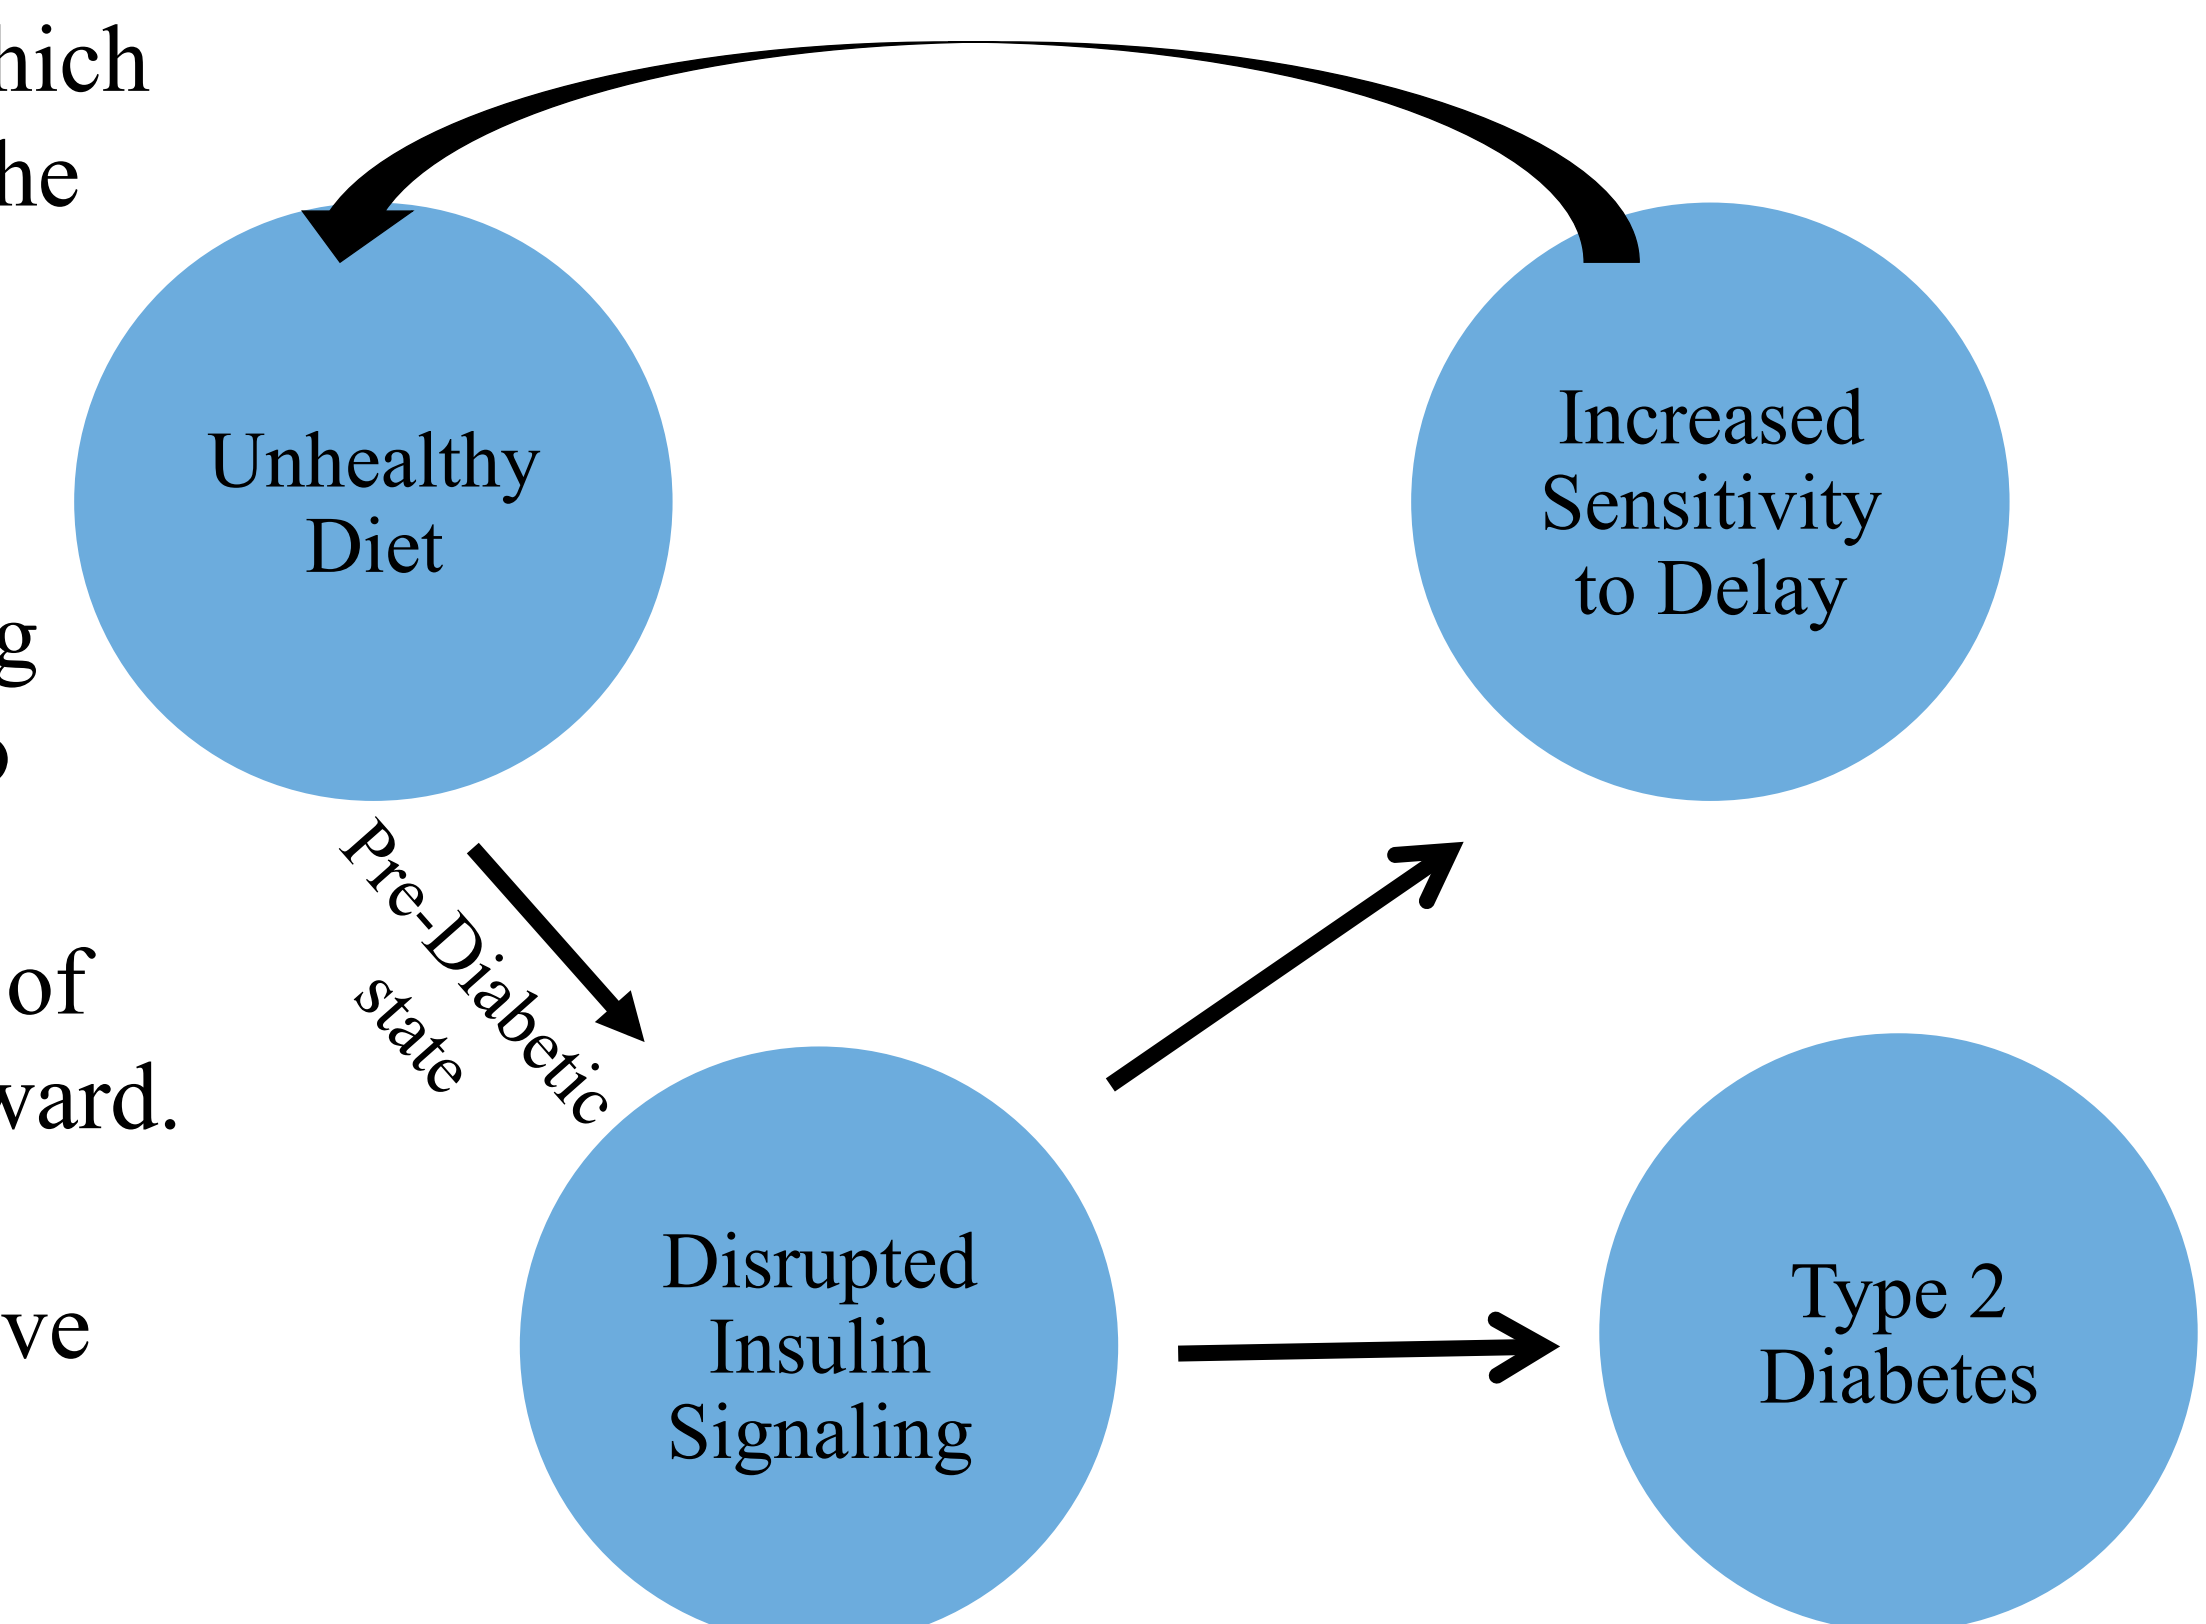 hich
he
Unhealthy
Diet
Increased
Sensitivity
to Delay
g
Pre-Diabetic
state
of
ward.
Disrupted
Insulin
Signaling
Type 2
Diabetes
ve